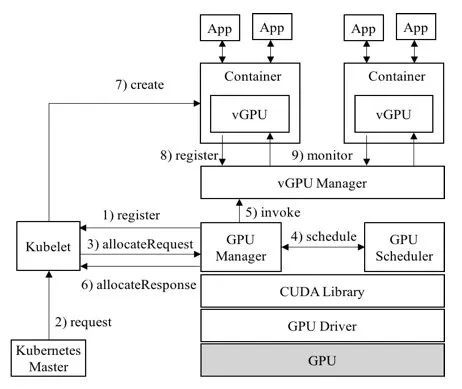 App
App
App
App
Container
Container
7) create
vGPU
vGPU
8) register
9) monitor
vGPU Manager
1) register
5) invoke
Kubelet
3) allocateRequest
GPU
Manager
4) schedule
GPU
Scheduler
6) allocateResponse
CUDA Library
2) request
GPU Driver
Kubernetes
Master
GPU